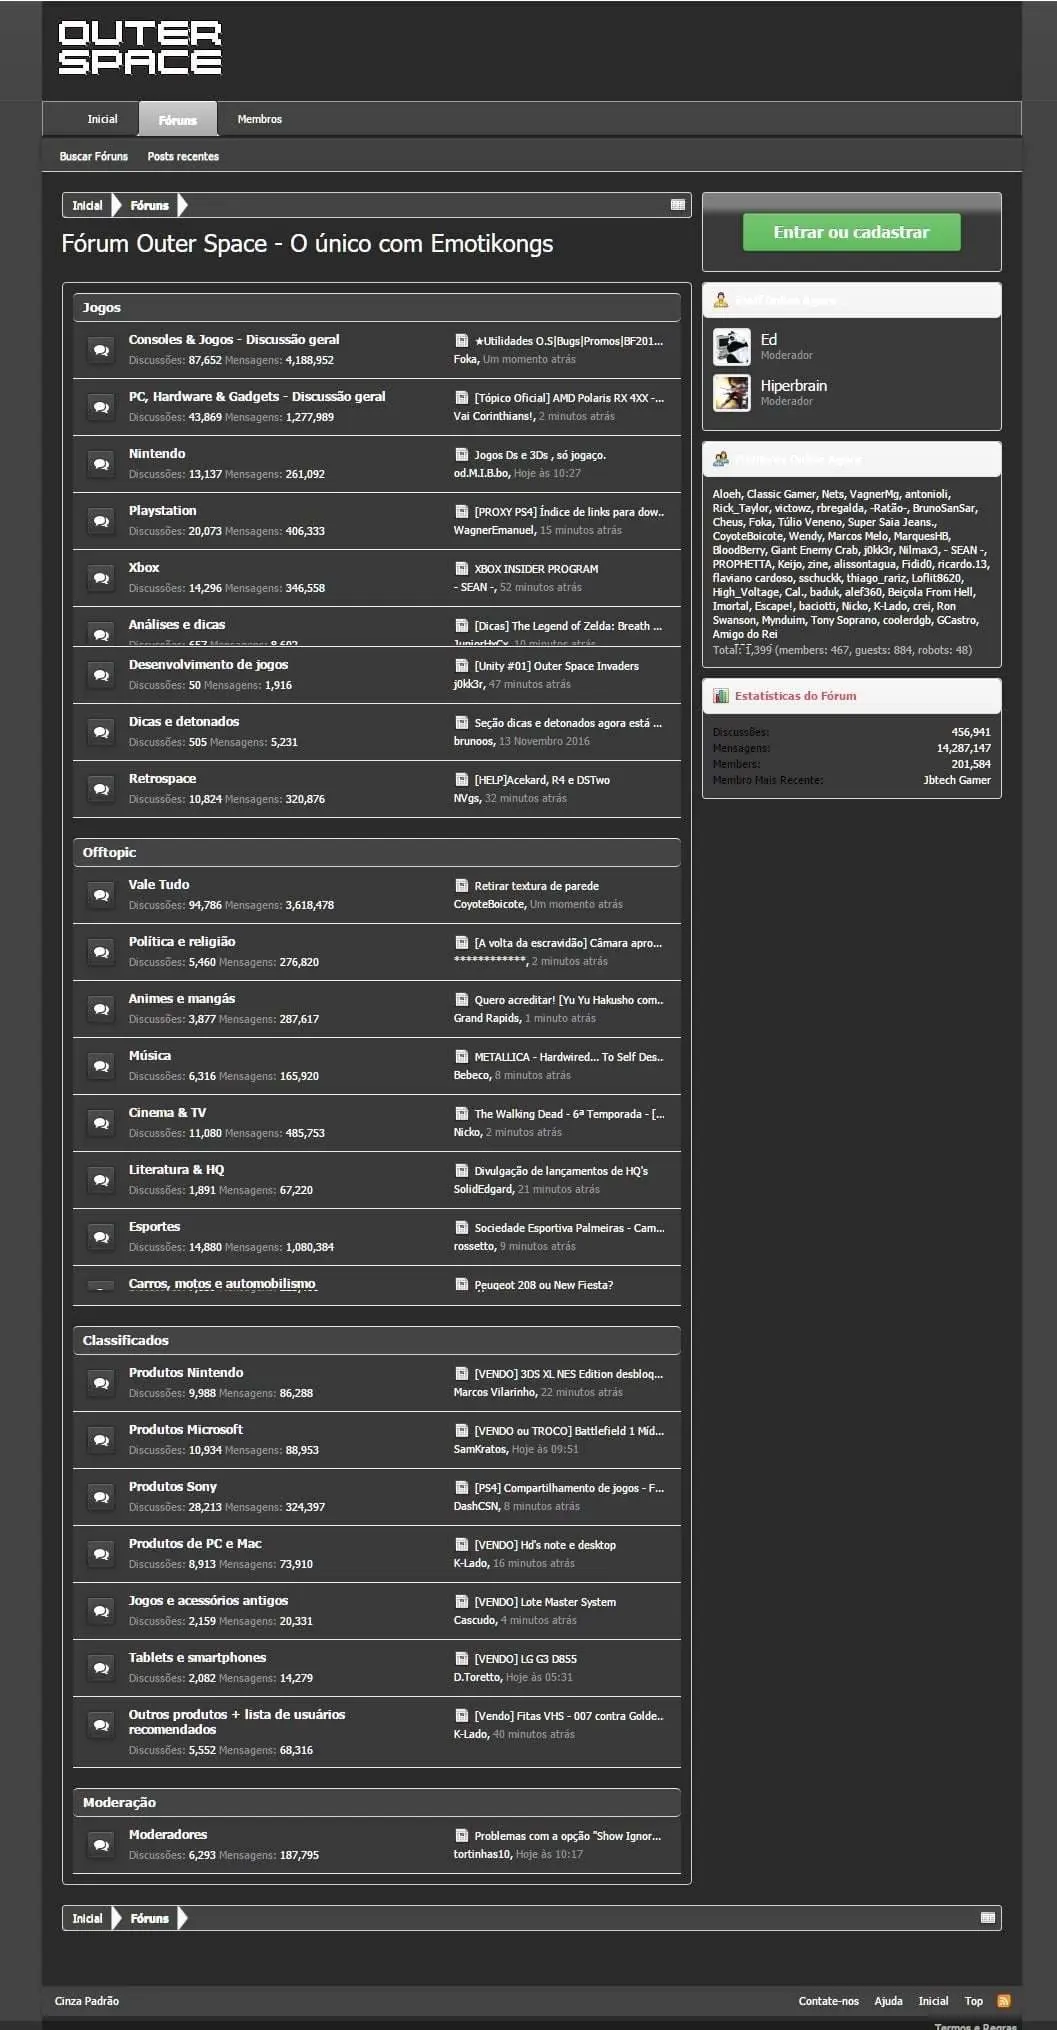 OUTER
SPACE
Inicial Fóruns Membros
Buscar Fóruns Posts recentes
Inicial Fóruns
Fórum Outer Space - O único com Emotikongs
Jogos
Consoles & Jogos - Discussão geral
Discussões: 87,652 Mensagens: 4,188,952
★Utilidades O.S|Bugs|Promos|BF201...
Foka, Um momento atrás
PC, Hardware & Gadgets - Discussão geral
Discussões: 43,869 Mensagens: 1,277,989
[Tópico Oficial] AMD Polaris RX 4XX -...
Vai Corinthians!, 2 minutos atrás
Nintendo
Discussões: 13,137 Mensagens: 261,092
Jogos Ds e 3Ds , só jogaço.
od.M.I.B.bo, Hoje às 10:27
Playstation
Discussões: 20,073 Mensagens: 406,333
[PROXY PS4] Índice de links para dow..
WagnerEmanuel, 15 minutos atrás
Xbox
Discussões: 14,296 Mensagens: 346,558
XBOX INSIDER PROGRAM
- SEAN -, 52 minutos atrás
Análises e dicas
Discussões: 657 Mensagens: 8,602
[Dicas] The Legend of Zelda: Breath ...
JuniorHxCx, 10 minutos atrás
Desenvolvimento de jogos
Discussões: 50 Mensagens: 1,916
[Unity #01] Outer Space Invaders
j0kk3r, 47 minutos atrás
Dicas e detonados
Discussões: 505 Mensagens: 5,231
Seção dicas e detonados agora está ...
brunoos, 13 Novembro 2016
Retrospace
Discussões: 10,824 Mensagens: 320,876
[HELP]Acekard, R4 e DSTwo
NVgs, 32 minutos atrás
Offtopic
Vale Tudo
Discussões: 94,786 Mensagens: 3,618,478
Retirar textura de parede
CoyoteBoicote, Um momento atrás
Política e religião
Discussões: 5,460 Mensagens: 276,820
[A volta da escravidão] Câmara apro...
************, 2 minutos atrás
Animes e mangás
Discussões: 3,877 Mensagens: 287,617
Quero acreditar! [Yu Yu Hakusho com..
Grand Rapids, 1 minuto atrás
Música
Discussões: 6,316 Mensagens: 165,920
METALLICA - Hardwired... To Self Des..
Bebeco, 8 minutos atrás
Cinema & TV
Discussões: 11,080 Mensagens: 485,753
The Walking Dead - 6ª Temporada - [...
Nicko, 2 minutos atrás
Literatura & HQ
Discussões: 1,891 Mensagens: 67,220
Divulgação de lançamentos de HQ's
SolidEdgard, 21 minutos atrás
Esportes
Discussões: 14,880 Mensagens: 1,080,384
Sociedade Esportiva Palmeiras - Cam...
rossetto, 9 minutos atrás
Carros, motos e automobilismo
Peugeot 208 ou New Fiesta?
Classificados
Produtos Nintendo
Discussões: 9,988 Mensagens: 86,288
[VENDO] 3DS XL NES Edition desbloq...
Marcos Vilarinho, 22 minutos atrás
Produtos Microsoft
Discussões: 10,934 Mensagens: 88,953
[VENDO ou TROCO] Battlefield 1 Míd...
SamKratos, Hoje às 09:51
Produtos Sony
Discussões: 28,213 Mensagens: 324,397
[PS4] Compartilhamento de jogos - F...
DashCSN, 8 minutos atrás
Produtos de PC e Mac
Discussões: 8,913 Mensagens: 73,910
[VENDO] Hd's note e desktop
K-Lado, 16 minutos atrás
Jogos e acessórios antigos
Discussões: 2,159 Mensagens: 20,331
[VENDO] Lote Master System
Cascudo, 4 minutos atrás
Tablets e smartphones
Discussões: 2,082 Mensagens: 14,279
[VENDO] LG G3 D855
D.Toretto, Hoje às 05:31
Outros produtos + lista de usuários
recomendados
Discussões: 5,552 Mensagens: 68,316
[Vendo] Fitas VHS - 007 contra Golde..
K-Lado, 40 minutos atrás
Moderação
Moderadores
Discussões: 6,293 Mensagens: 187,795
Problemas com a opção "Show Ignor...
tortinhas10, Hoje às 10:17
Entrar ou cadastrar
Staff Online Agora
Ed
Moderador
Hiperbrain
Moderador
Membros Online Agora
Aloeh, Classic Gamer, Nets, VagnerMg, antonioli,
Rick_Taylor, victowz, rbregalda, -Ratão-, BrunoSanSar,
Cheus, Foka, Túlio Veneno, Super Saia Jeans.,
CoyoteBoicote, Wendy, Marcos Melo, MarquesHB,
BloodBerry, Giant Enemy Crab, j0kk3r, Nilmax3, - SEAN -,
PROPHETTA, Keijo, zine, alissontagua, Fidid0, ricardo.13,
flaviano cardoso, sschuckk, thiago_rariz, Loflit8620,
High_Voltage, Cal., baduk, alef360, Beiçola From Hell,
Imortal, Escape!, baciotti, Nicko, K-Lado, crei, Ron
Swanson, Mynduim, Tony Soprano, coolerdgb, GCastro,
Amigo do Rei
Total: 1,399 (members: 467, guests: 884, robots: 48)
Estatísticas do Fórum
Discussões: 456,941
Mensagens: 14,287,147
Members: 201,584
Membro Mais Recente: Jbtech Gamer
Inicial Fóruns
Cinza Padrão Contate-nos Ajuda Inicial Top
Termos e Regras